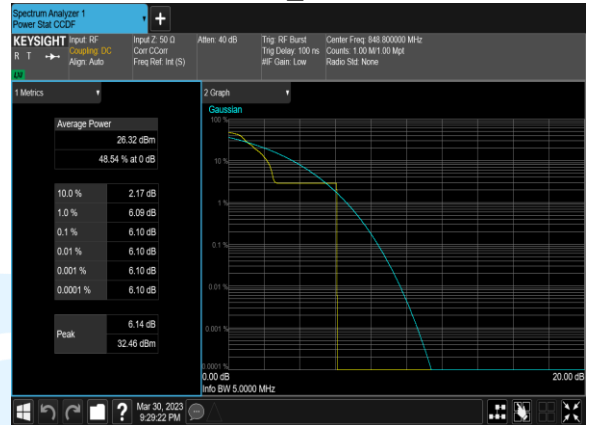 Spectrum Analyzer 1
Power Stat CCDF
KEYSIGHT
R T
LXI
Input: RF
Coupling: DC
Align: Auto
Input Z: 50 Ω
Corr CCorr
Freq Ref: Int (S)
Atten: 40 dB
Trig: RF Burst
Trig Delay: 100 ns
#IF Gain: Low
Center Freq: 848.800000 MHz
Counts: 1.00 M/1.00 Mpt
Radio Std: None
1 Metrics
Average Power
26.32 dBm
48.54 % at 0 dB
10.0 % 2.17 dB
1.0 % 6.09 dB
0.1 % 6.10 dB
0.01 % 6.10 dB
0.001 % 6.10 dB
0.0001 % 6.10 dB
Peak
6.14 dB
32.46 dBm
2 Graph
Gaussian
100 %
10 %
1 %
0.1 %
0.01 %
0.001 %
0.0001 %
0.00 dB 20.00 dB
Info BW 5.0000 MHz
?
Mar 30, 2023
9:29:22 PM